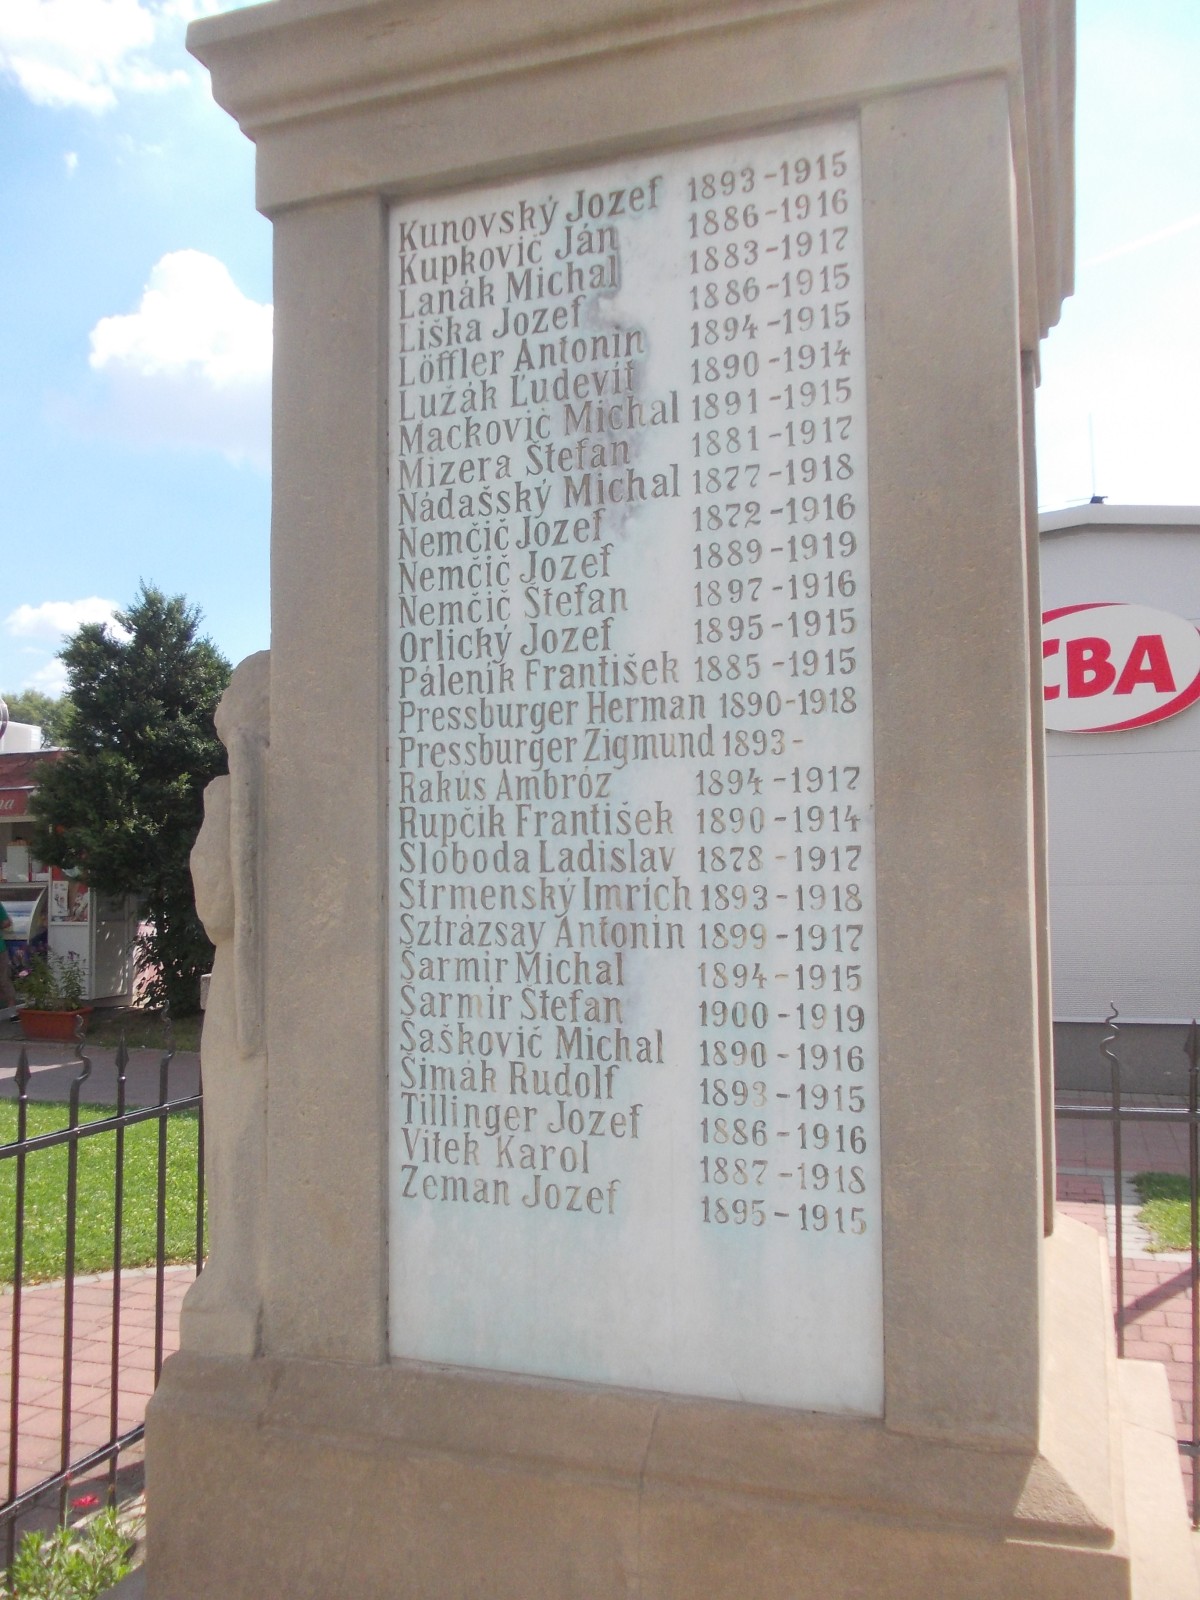 Kunovský Jozef 1893-1915
Kupkovič Ján 1886-1916
Lanák Michal 1883-1917
Liška Jozef 1886-1915
Löffler Antonín 1894-1915
Lužák Ľudevít 1890-1914
Mackovič Michal 1891-1915
Mizera Štefan 1881-1917
Nádašský Michal 1877-1918
Nemčič Jozef 1872-1916
Nemčič Jozef 1889-1919
Nemčič Štefan 1897-1916
Orlický Jozef 1895-1915
Páleník František 1885-1915
Pressburger Herman 1890-1918
Pressburger Zigmund 1893-
Rakús Ambróz 1894-1917
Rupčík František 1890-1914
Sloboda Ladislav 1878-1917
Strmenský Imrich 1893-1918
Sztrázsay Antonín 1899-1917
Šarmír Michal 1894-1915
Šarmír Štefan 1900-1919
Šaškovič Michal 1890-1916
Šimák Rudolf 1893-1915
Tillinger Jozef 1886-1916
Vitek Karol 1887-1918
Zeman Jozef 1895-1915
CBA